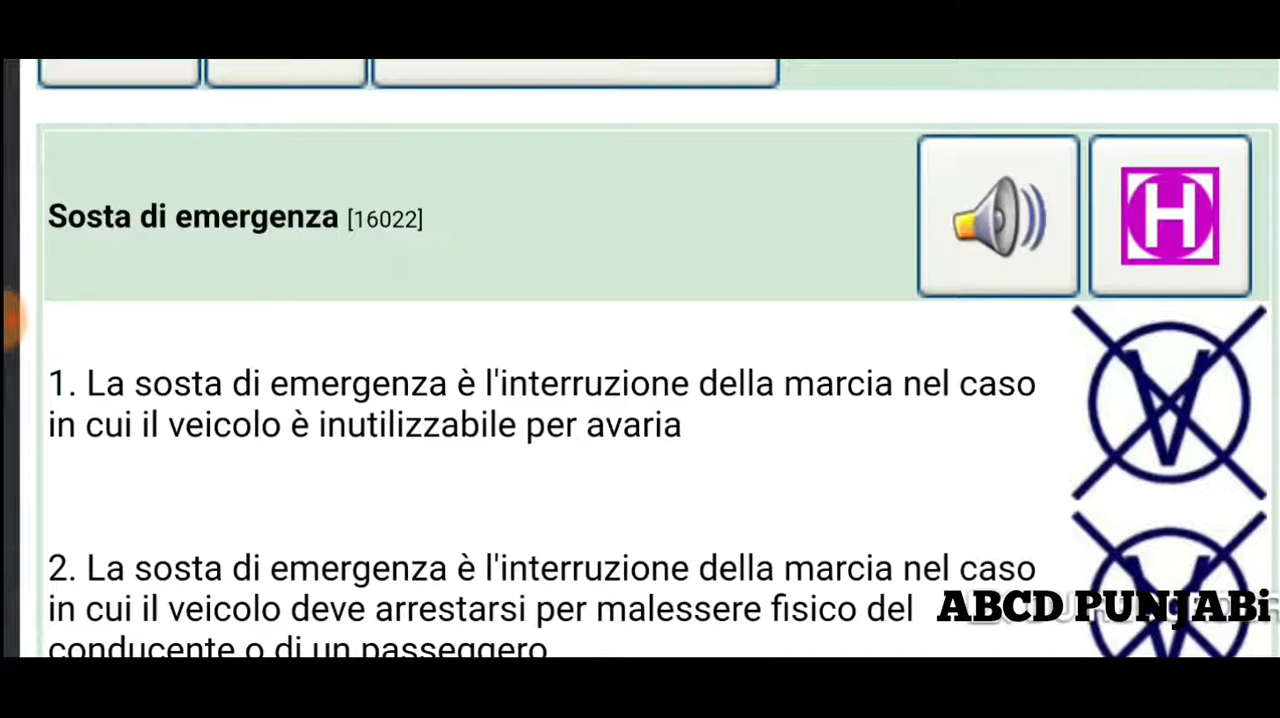 Sosta di emergenza [16022]
H
1. La sosta di emergenza è l'interruzione della marcia nel caso
in cui il veicolo è inutilizzabile per avaria
V
2. La sosta di emergenza è l'interruzione della marcia nel caso
in cui il veicolo deve arrestarsi per malessere fisico del
conducente o di un passeggero
V
ABCD PUNJABi